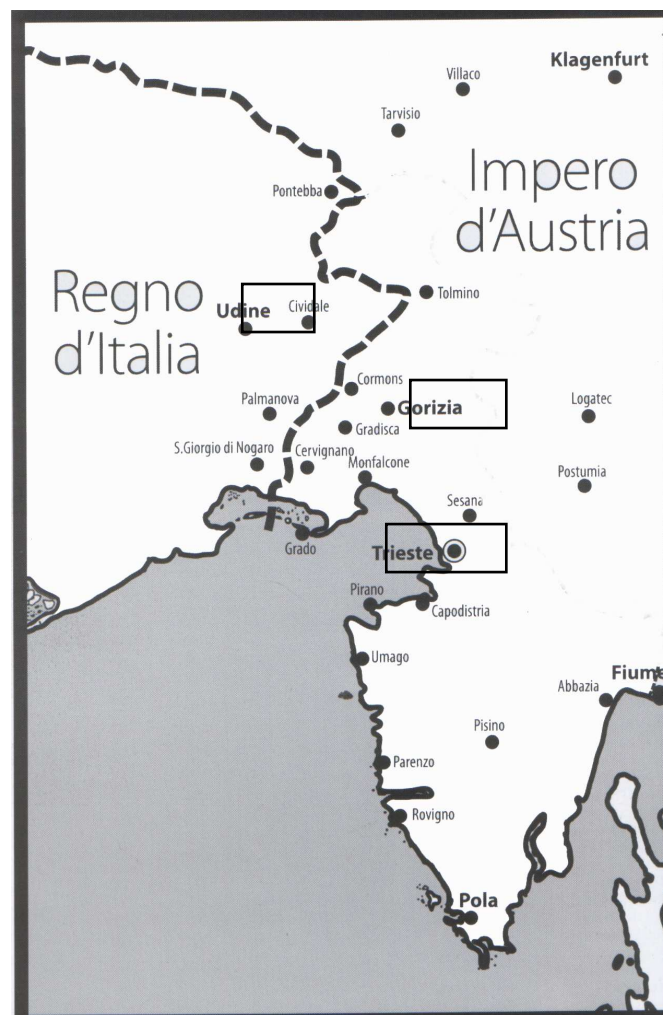 Klagenfurt
Villaco
Tarvisio
Impero
d'Austria
Pontebba
Regno
d'Italia
Udine
Cividale
Tolmino
Cormons
Palmanova
Gorizia
Logatec
Gradisca
S.Giorgio di Nogaro
Cervignano
Monfalcone
Postumia
Sesana
Grado
Trieste
Pirano
Capodistria
Umago
Fiume
Abbazia
Pisino
Parenzo
Rovigno
Pola